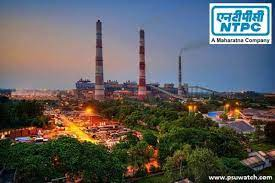 एनटीपीसी
NTPC
A Maharatna Company
www.psuwatch.com